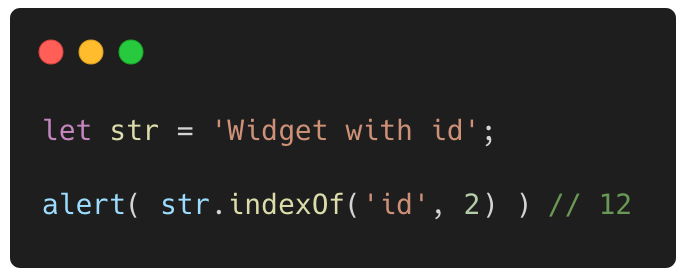 let str = 'Widget with id';
alert( str.indexOf('id', 2) ) // 12